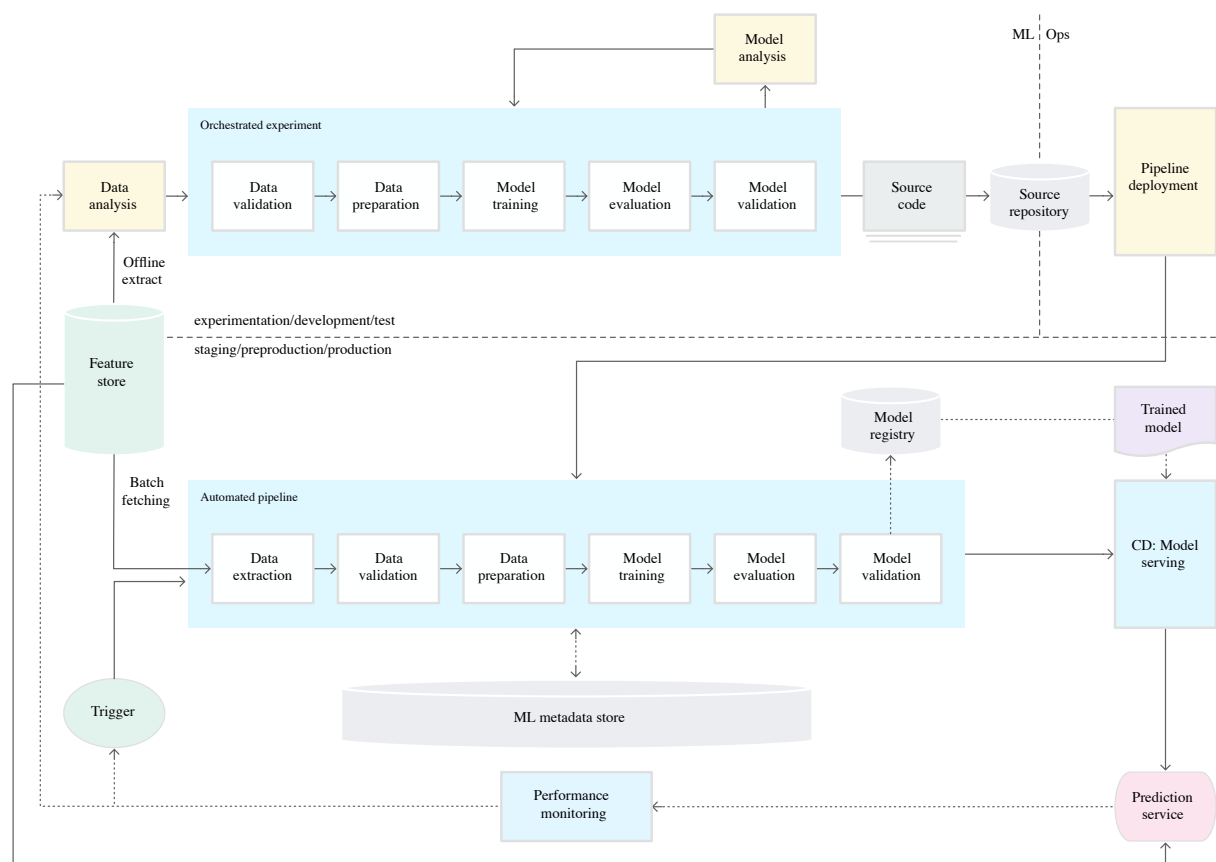 Model
analysis
ML
Ops
Orchestrated experiment
Data
analysis
Data
validation
Data
preparation
Model
training
Model
evaluation
Model
validation
Source
code
Source
repository
Pipeline
deployment
Offline
extract
experimentation/development/test
staging/preproduction/production
Feature
store
Model
registry
Trained
model
Batch
fetching
Automated pipeline
Data
extraction
Data
validation
Data
preparation
Model
training
Model
evaluation
Model
validation
CD: Model
serving
Trigger
ML metadata store
Performance
monitoring
Prediction
service